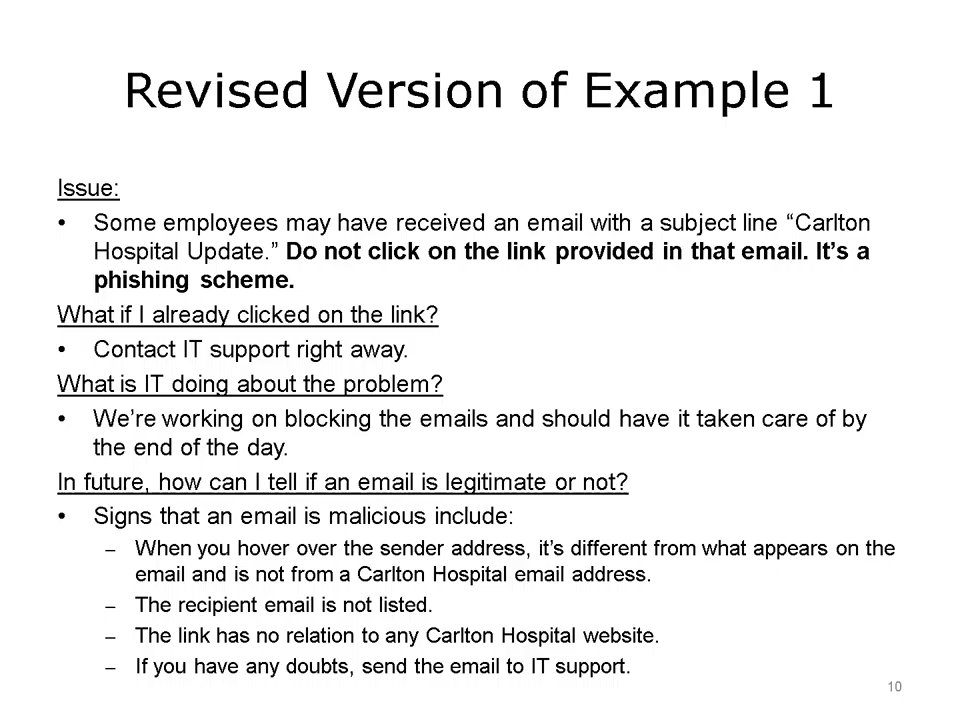 Revised Version of Example 1
Issue:
• Some employees may have received an email with a subject line “Carlton
Hospital Update.” Do not click on the link provided in that email. It’s a
phishing scheme.
What if I already clicked on the link?
• Contact IT support right away.
What is IT doing about the problem?
• We’re working on blocking the emails and should have it taken care of by
the end of the day.
In future, how can I tell if an email is legitimate or not?
• Signs that an email is malicious include:
– When you hover over the sender address, it’s different from what appears on the
email and is not from a Carlton Hospital email address.
– The recipient email is not listed.
– The link has no relation to any Carlton Hospital website.
– If you have any doubts, send the email to IT support.
10